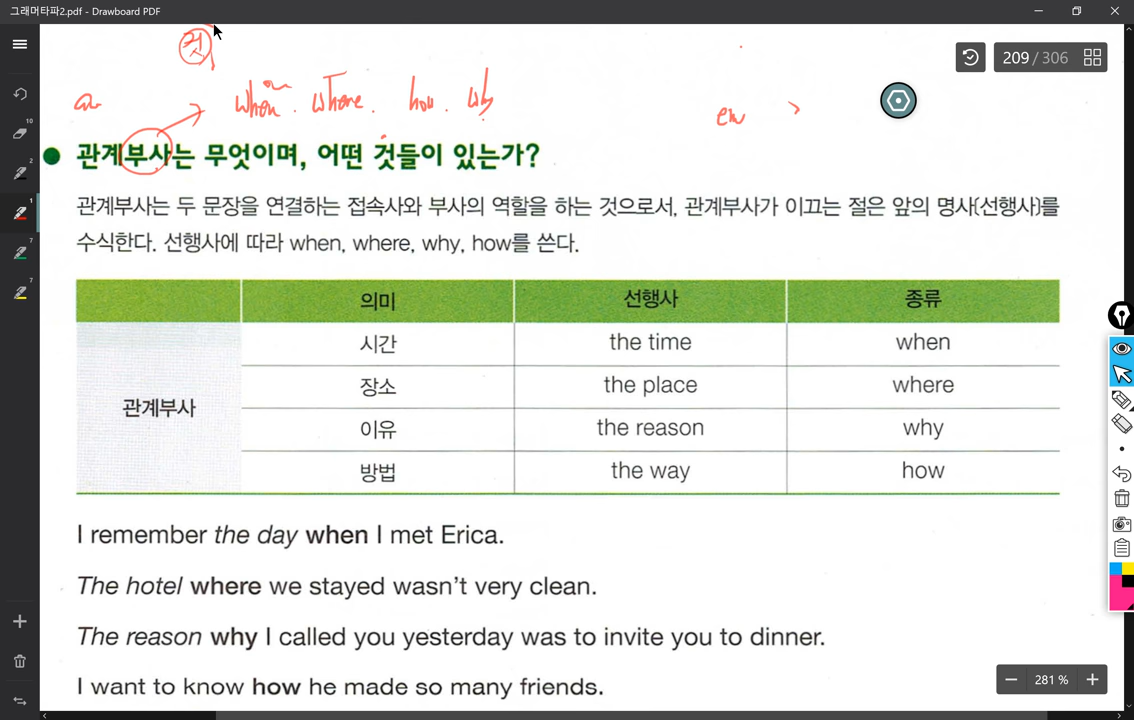 그래머타파2.pdf - Drawboard PDF
209 / 306
when. where. how. why
관계부사는 무엇이며, 어떤 것들이 있는가?
관계부사는 두 문장을 연결하는 접속사와 부사의 역할을 하는 것으로서, 관계부사가 이끄는 절은 앞의 명사(선행사)를
수식한다. 선행사에 따라 when, where, why, how를 쓴다.
의미 선행사 종류
시간 the time when
장소 the place where
관계부사
이유 the reason why
방법 the way how
I remember the day when I met Erica.
The hotel where we stayed wasn't very clean.
The reason why I called you yesterday was to invite you to dinner.
I want to know how he made so many friends.
10
2
1
7
7
281 %